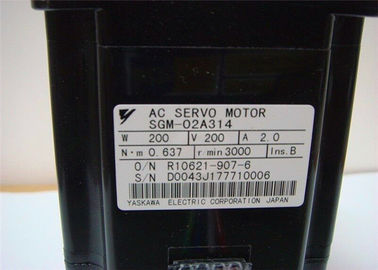 AC SERVO MOTOR
SGM-02A314
W 200 V 200 A 2.0
N·m 0.637 r/min 3000 Ins.B
O/N R10621-907-6
S/N D0043J177710006
YASKAWA ELECTRIC CORPORATION JAPAN